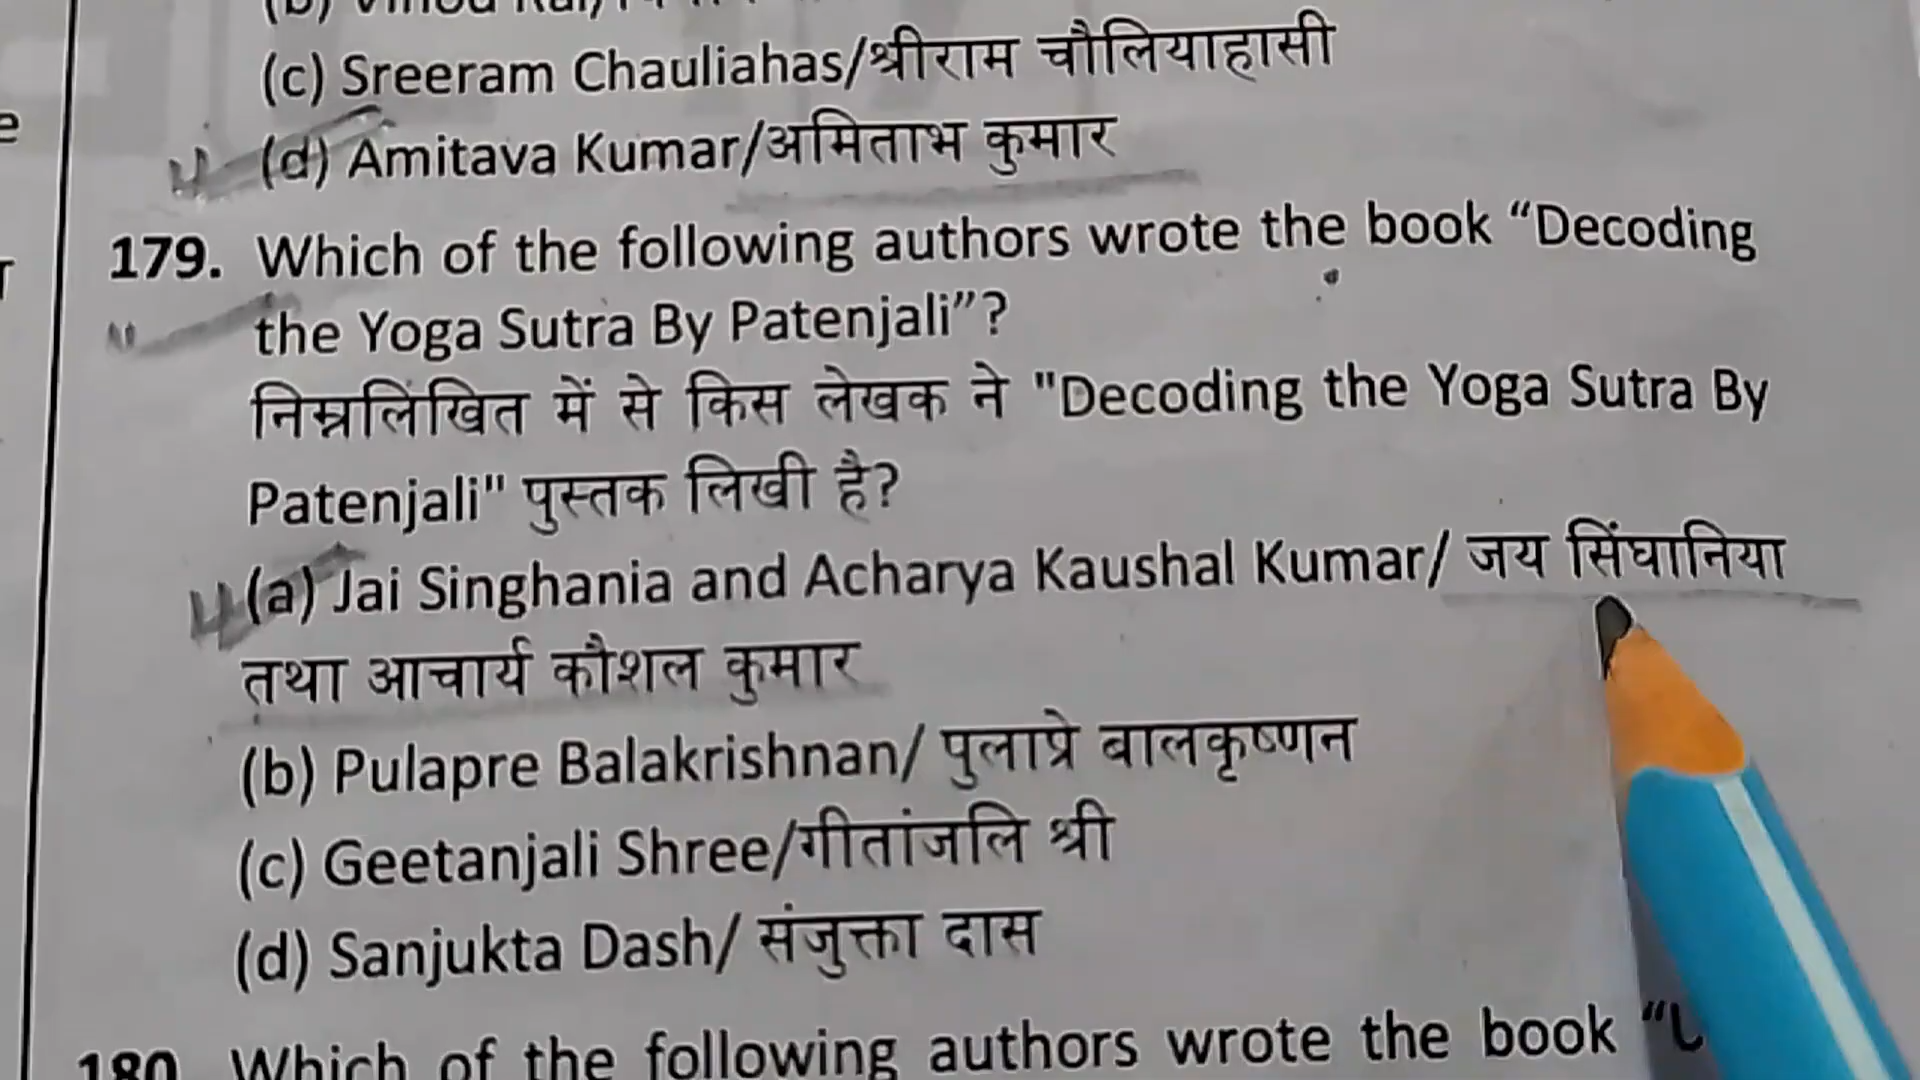 (c) Sreeram Chauliahas/श्रीराम चौलियाहासी
(d) Amitava Kumar/अमिताभ कुमार
179. Which of the following authors wrote the book “Decoding
the Yoga Sutra By Patenjali”?
निम्नलिखित में से किस लेखक ने "Decoding the Yoga Sutra By
Patenjali" पुस्तक लिखी है?
(a) Jai Singhania and Acharya Kaushal Kumar/ जय सिंघानिया
तथा आचार्य कौशल कुमार
(b) Pulapre Balakrishnan/ पुलाप्रे बालकृष्णन
(c) Geetanjali Shree/गीतांजलि श्री
(d) Sanjukta Dash/ संजुक्ता दास
180. Which of the following authors wrote the book